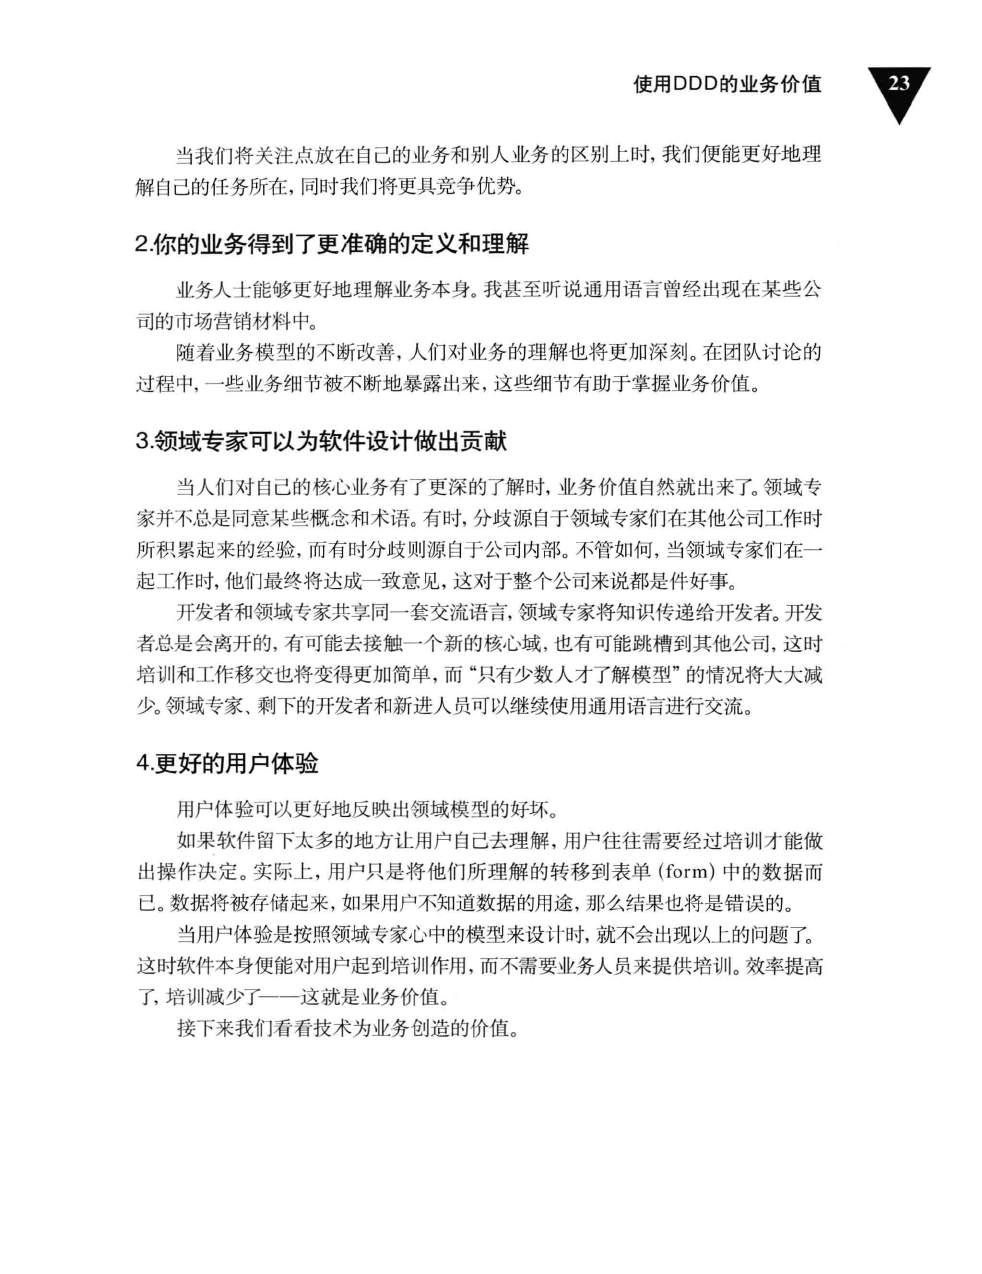 使用DDD的业务价值
23
当我们将关注点放在自己的业务和别人业务的区别上时, 我们便能更好地理
解自己的任务所在, 同时我们将更具竞争优势。
2.你的业务得到了更准确的定义和理解
业务人士能够更好地理解业务本身。我甚至听说通用语言曾经出现在某些公
司的市场营销材料中。
随着业务模型的不断改善, 人们对业务的理解也将更加深刻。在团队讨论的
过程中, 一些业务细节被不断地暴露出来, 这些细节有助于掌握业务价值。
3.领域专家可以为软件设计做出贡献
当人们对自己的核心业务有了更深的了解时, 业务价值自然就出来了。领域专
家并不总是同意某些概念和术语。有时, 分歧源自于领域专家们在其他公司工作时
所积累起来的经验, 而有时分歧则源自于公司内部。不管如何, 当领域专家们在一
起工作时, 他们最终将达成一致意见, 这对于整个公司来说都是件好事。
开发者和领域专家共享同一套交流语言, 领域专家将知识传递给开发者。开发
者总是会离开的, 有可能去接触一个新的核心域, 也有可能跳槽到其他公司, 这时
培训和工作移交也将变得更加简单, 而“只有少数人才了解模型”的情况将大大减
少。领域专家、剩下的开发者和新进人员可以继续使用通用语言进行交流。
4.更好的用户体验
用户体验可以更好地反映出领域模型的好坏。
如果软件留下太多的地方让用户自己去理解, 用户往往需要经过培训才能做
出操作决定。实际上, 用户只是将他们所理解的转移到表单 (form) 中的数据而
已。数据将被存储起来, 如果用户不知道数据的用途, 那么结果也将是错误的。
当用户体验是按照领域专家心中的模型来设计时, 就不会出现以上的问题了。
这时软件本身便能对用户起到培训作用, 而不需要业务人员来提供培训。效率提高
了, 培训减少了——这就是业务价值。
接下来我们看看技术为业务创造的价值。